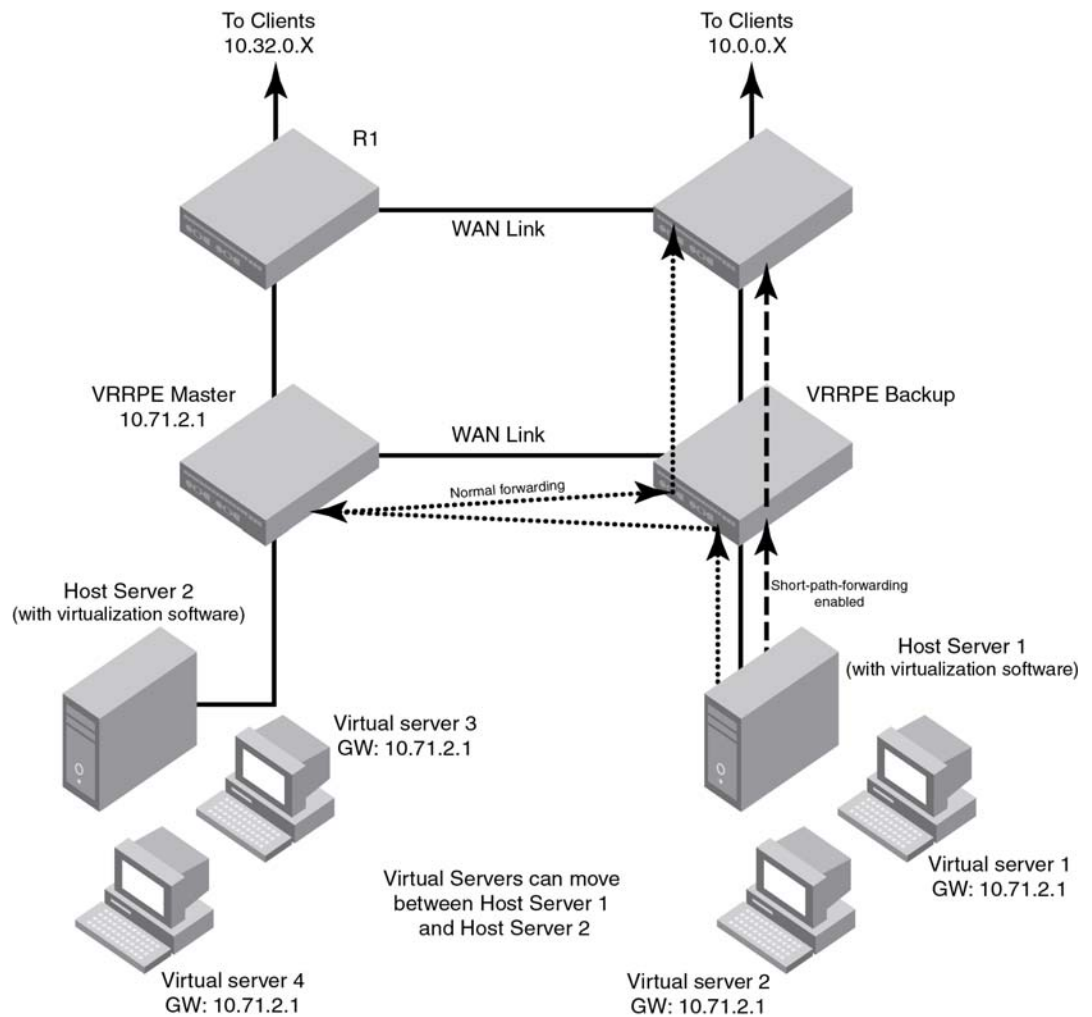 To Clients
10.32.0.X
To Clients
10.0.0.X
R1
WAN Link
VRRPE Master
10.71.2.1
VRRPE Backup
WAN Link
Normal forwarding
Host Server 2
(with virtualization software)
Short-path-forwarding
enabled
Host Server 1
(with virtualization software)
Virtual server 3
GW: 10.71.2.1
Virtual server 1
GW: 10.71.2.1
Virtual Servers can move
between Host Server 1
and Host Server 2
Virtual server 4
GW: 10.71.2.1
Virtual server 2
GW: 10.71.2.1